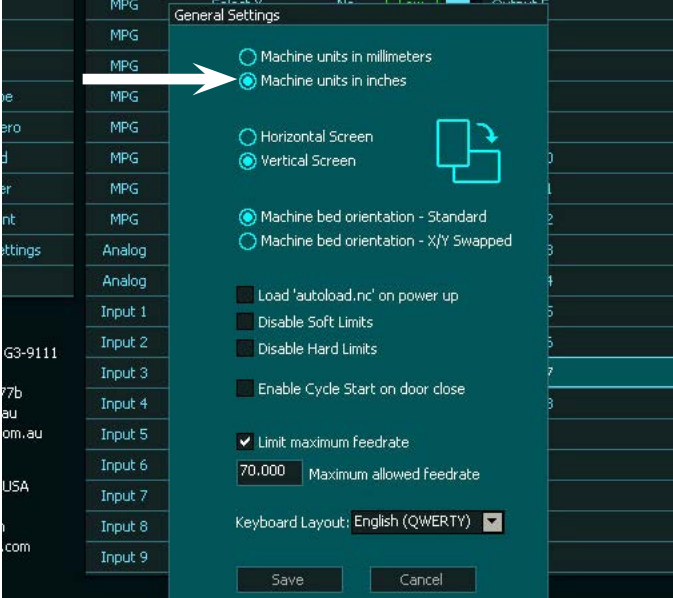 MPG
General Settings
MPG
MPG
MPG
MPG
MPG
MPG
MPG
ettings Analog
Analog
Input 1
G3-9111 Input 2
Input 3
77b Input 4
au
om.au Input 5
Input 6
USA Input 7
Input 8
.com Input 9
Machine units in millimeters
Machine units in inches
Horizontal Screen
Vertical Screen
Machine bed orientation - Standard
Machine bed orientation - X/Y Swapped
Load 'autoload.nc' on power up
Disable Soft Limits
Disable Hard Limits
Enable Cycle Start on door close
Limit maximum feedrate
70.000 Maximum allowed feedrate
Keyboard Layout: English (QWERTY)
Save Cancel